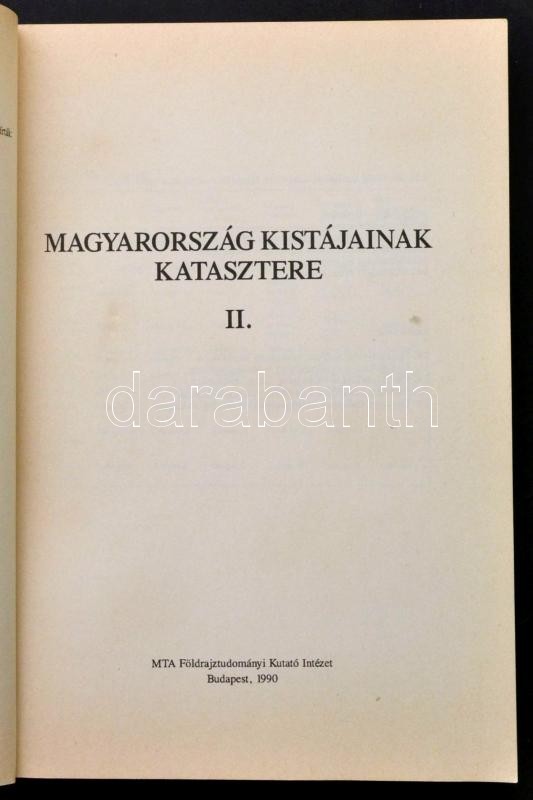 MAGYARORSZÁG KISTÁJAINAK
KATASZTERE
II.
darabanth
MTA Földrajztudományi Kutató Intézet
Budapest, 1990